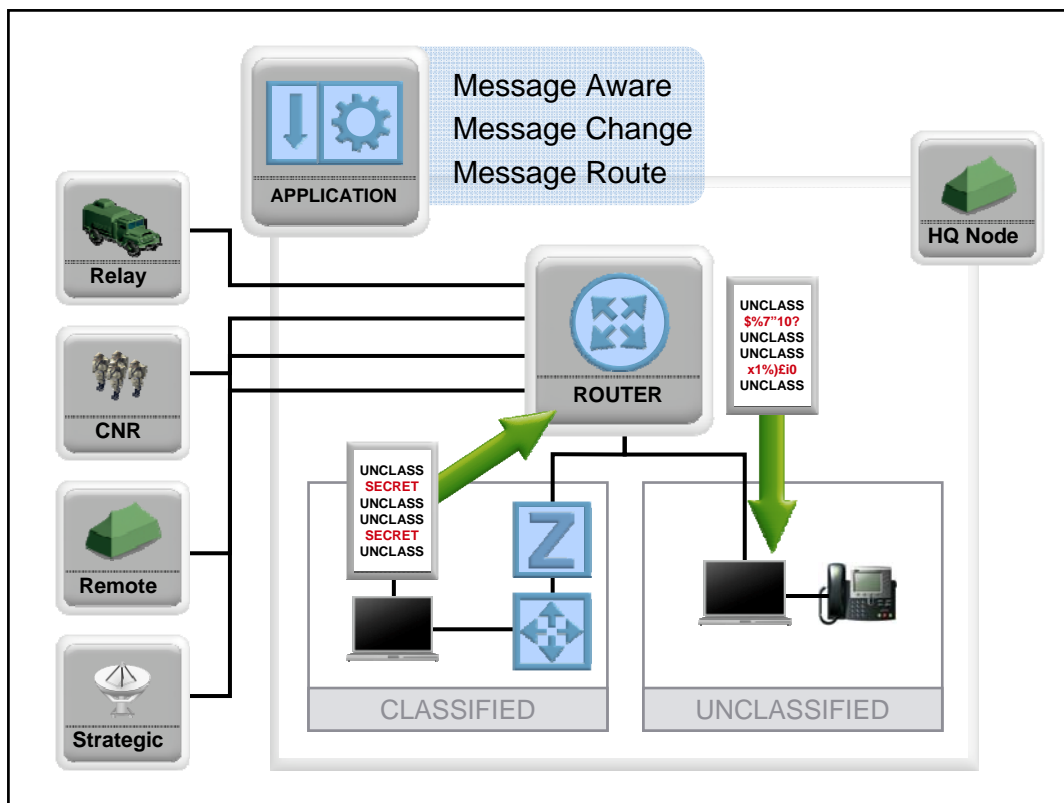 Message Aware
Message Change
Message Route
APPLICATION
HQ Node
Relay
CNR
Remote
Strategic
ROUTER
UNCLASS
$%7"10?
UNCLASS
UNCLASS
x1%)£i0
UNCLASS
UNCLASS
SECRET
UNCLASS
UNCLASS
SECRET
UNCLASS
Z
CLASSIFIED
UNCLASSIFIED